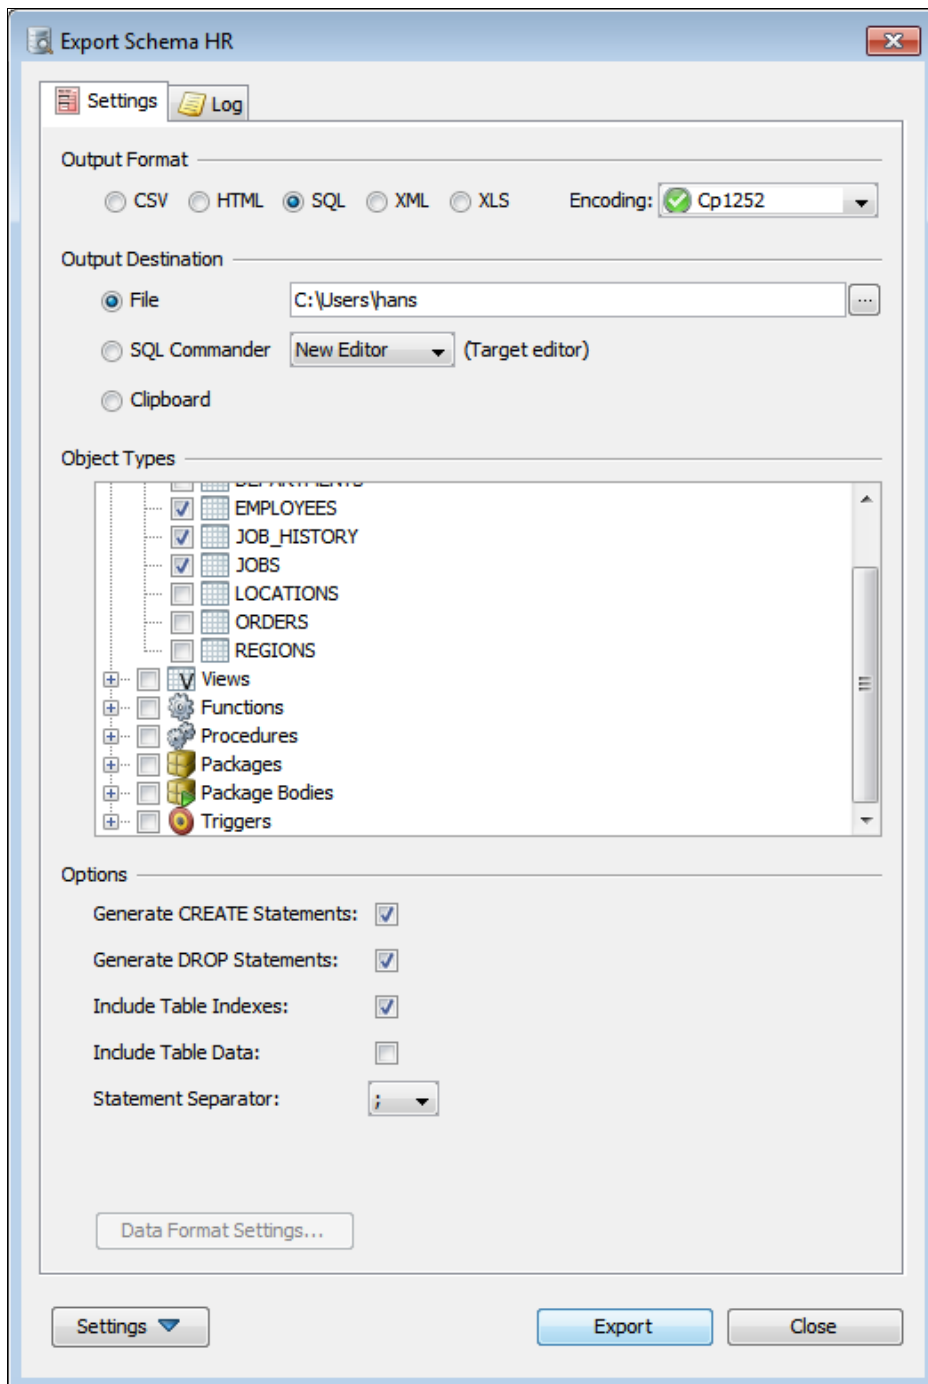 Export Schema HR
Settings Log
Output Format
CSV HTML SQL XML XLS Encoding: Cp1252
Output Destination
File C:\Users\hans ...
SQL Commander New Editor (Target editor)
Clipboard
Object Types
DEPARTMENTS
EMPLOYEES
JOB_HISTORY
JOBS
LOCATIONS
ORDERS
REGIONS
V Views
Functions
Procedures
Packages
Package Bodies
Triggers
Options
Generate CREATE Statements:
Generate DROP Statements:
Include Table Indexes:
Include Table Data:
Statement Separator: ;
Data Format Settings...
Settings Export Close